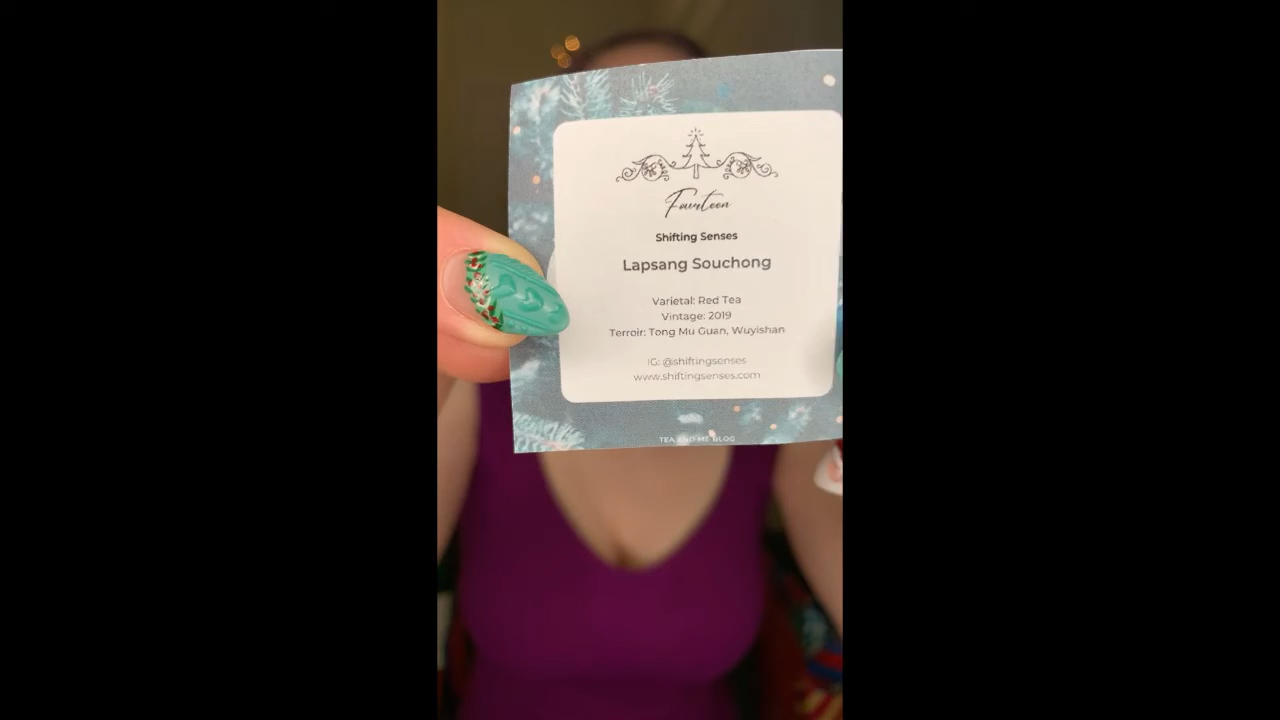 Fourteen
Shifting Senses
Lapsang Souchong
Varietal: Red Tea
Vintage: 2019
Terroir: Tong Mu Guan, Wuyishan
IG: @shiftingsenses
www.shiftingsenses.com
TEA AND ME BLOG